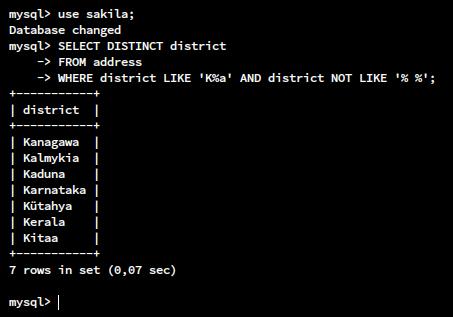 mysql> use sakila;
Database changed
mysql> SELECT DISTINCT district
    -> FROM address
    -> WHERE district LIKE 'K%a' AND district NOT LIKE '% %';
+-----------+
| district  |
+-----------+
| Kanagawa  |
| Kalmykia  |
| Kaduna    |
| Karnataka |
| Kütahya   |
| Kerala    |
| Kitaa     |
+-----------+
7 rows in set (0,07 sec)

mysql>